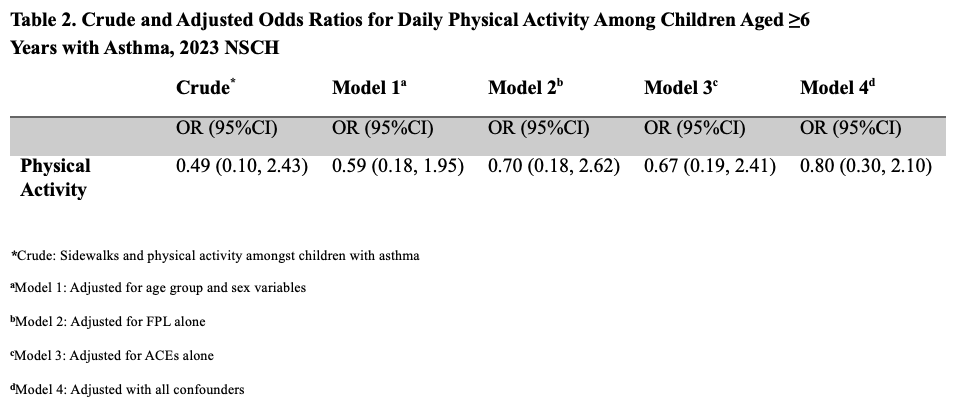 Table 2. Crude and Adjusted Odds Ratios for Daily Physical Activity Among Children Aged ≥6
Years with Asthma, 2023 NSCH
Crude* Model 1ᵃ Model 2ᵇ Model 3ᶜ Model 4ᵈ
OR (95%CI) OR (95%CI) OR (95%CI) OR (95%CI) OR (95%CI)
Physical 0.49 (0.10, 2.43) 0.59 (0.18, 1.95) 0.70 (0.18, 2.62) 0.67 (0.19, 2.41) 0.80 (0.30, 2.10)
Activity
*Crude: Sidewalks and physical activity amongst children with asthma
ᵃModel 1: Adjusted for age group and sex variables
ᵇModel 2: Adjusted for FPL alone
ᶜModel 3: Adjusted for ACEs alone
ᵈModel 4: Adjusted with all confounders